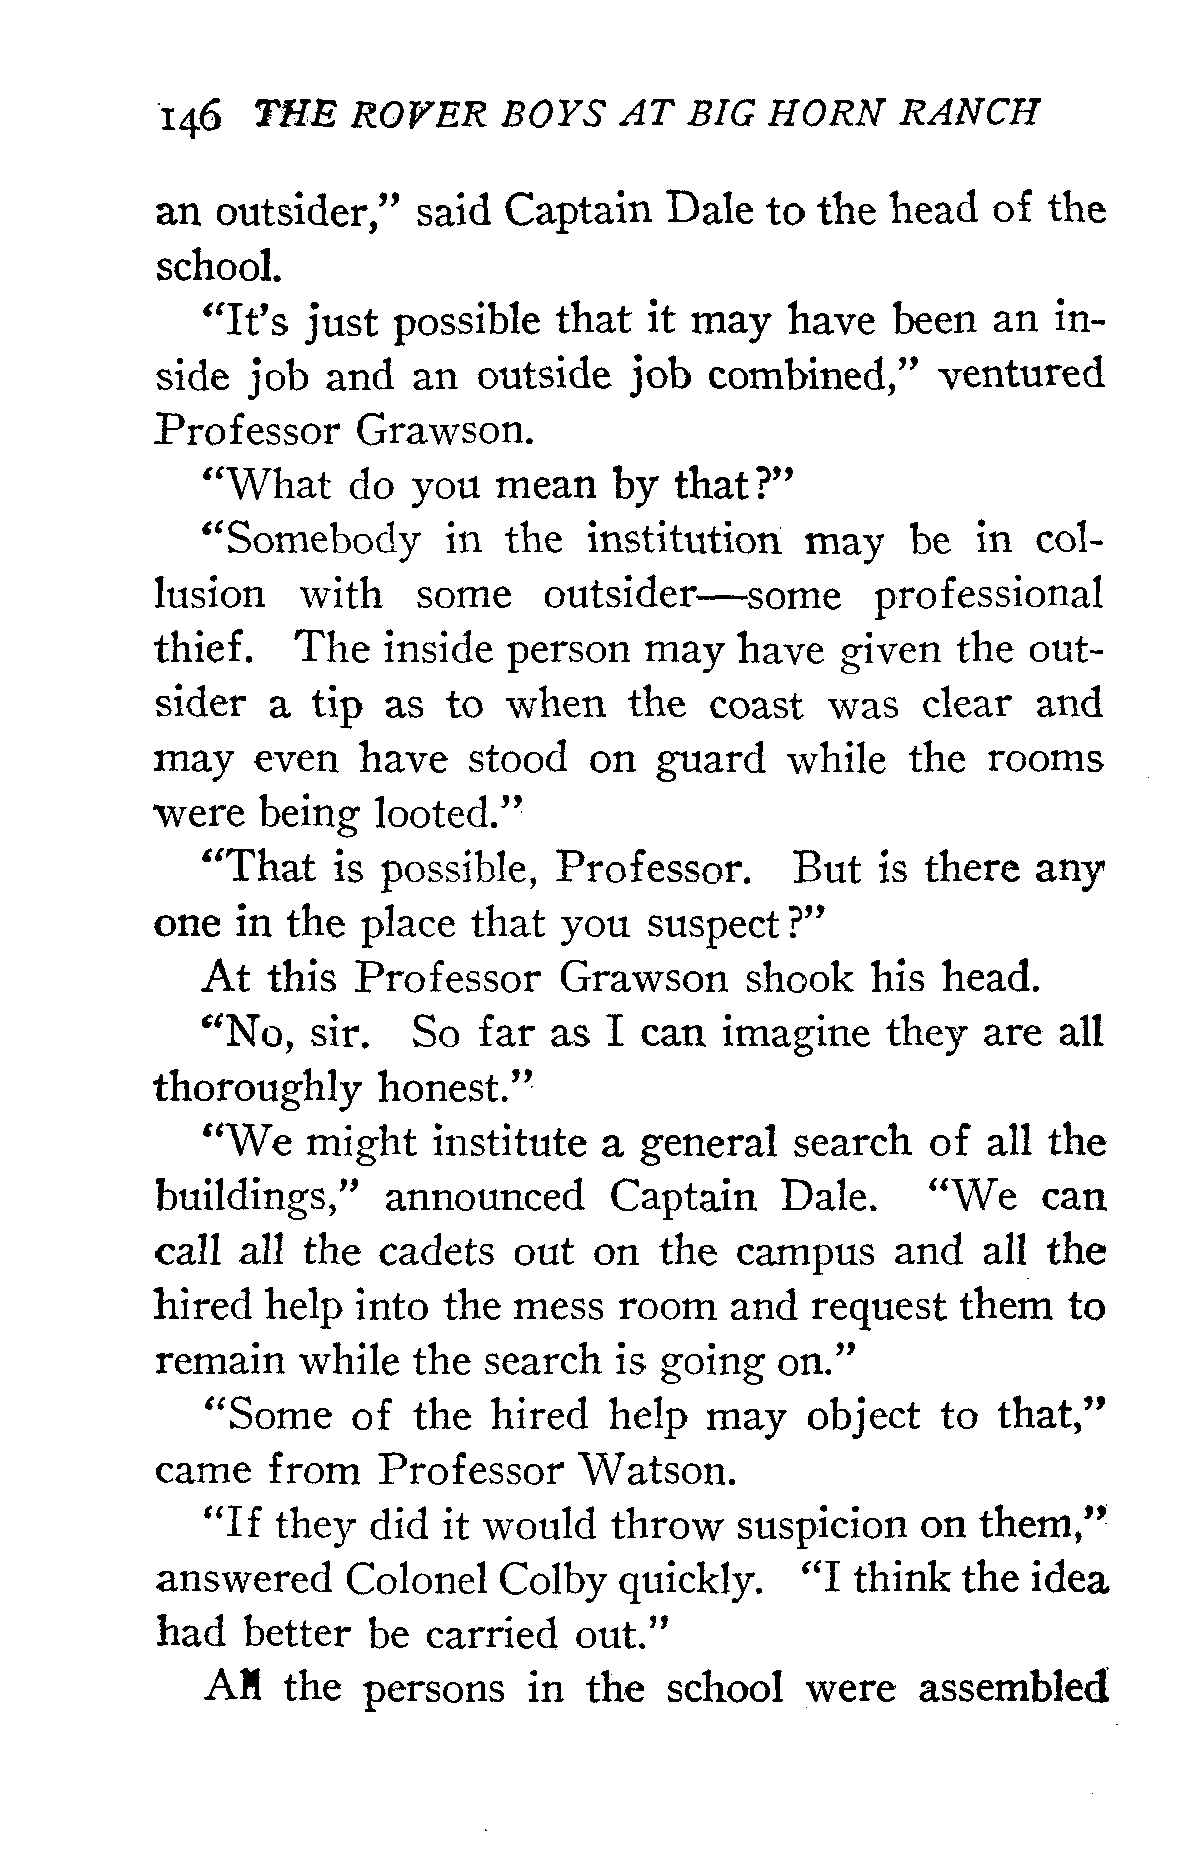 146 THE ROVER BOYS AT BIG HORN RANCH
an outsider,” said Captain Dale to the head of the
school.
“It’s just possible that it may have been an in-
side job and an outside job combined,” ventured
Professor Grawson.
“What do you mean by that?”
“Somebody in the institution may be in col-
lusion with some outsider—some professional
thief. The inside person may have given the out-
sider a tip as to when the coast was clear and
may even have stood on guard while the rooms
were being looted.”
“That is possible, Professor. But is there any
one in the place that you suspect?”
At this Professor Grawson shook his head.
“No, sir. So far as I can imagine they are all
thoroughly honest.”
“We might institute a general search of all the
buildings,” announced Captain Dale. “We can
call all the cadets out on the campus and all the
hired help into the mess room and request them to
remain while the search is going on.”
“Some of the hired help may object to that,”
came from Professor Watson.
“If they did it would throw suspicion on them,”
answered Colonel Colby quickly. “I think the idea
had better be carried out.”
All the persons in the school were assembled